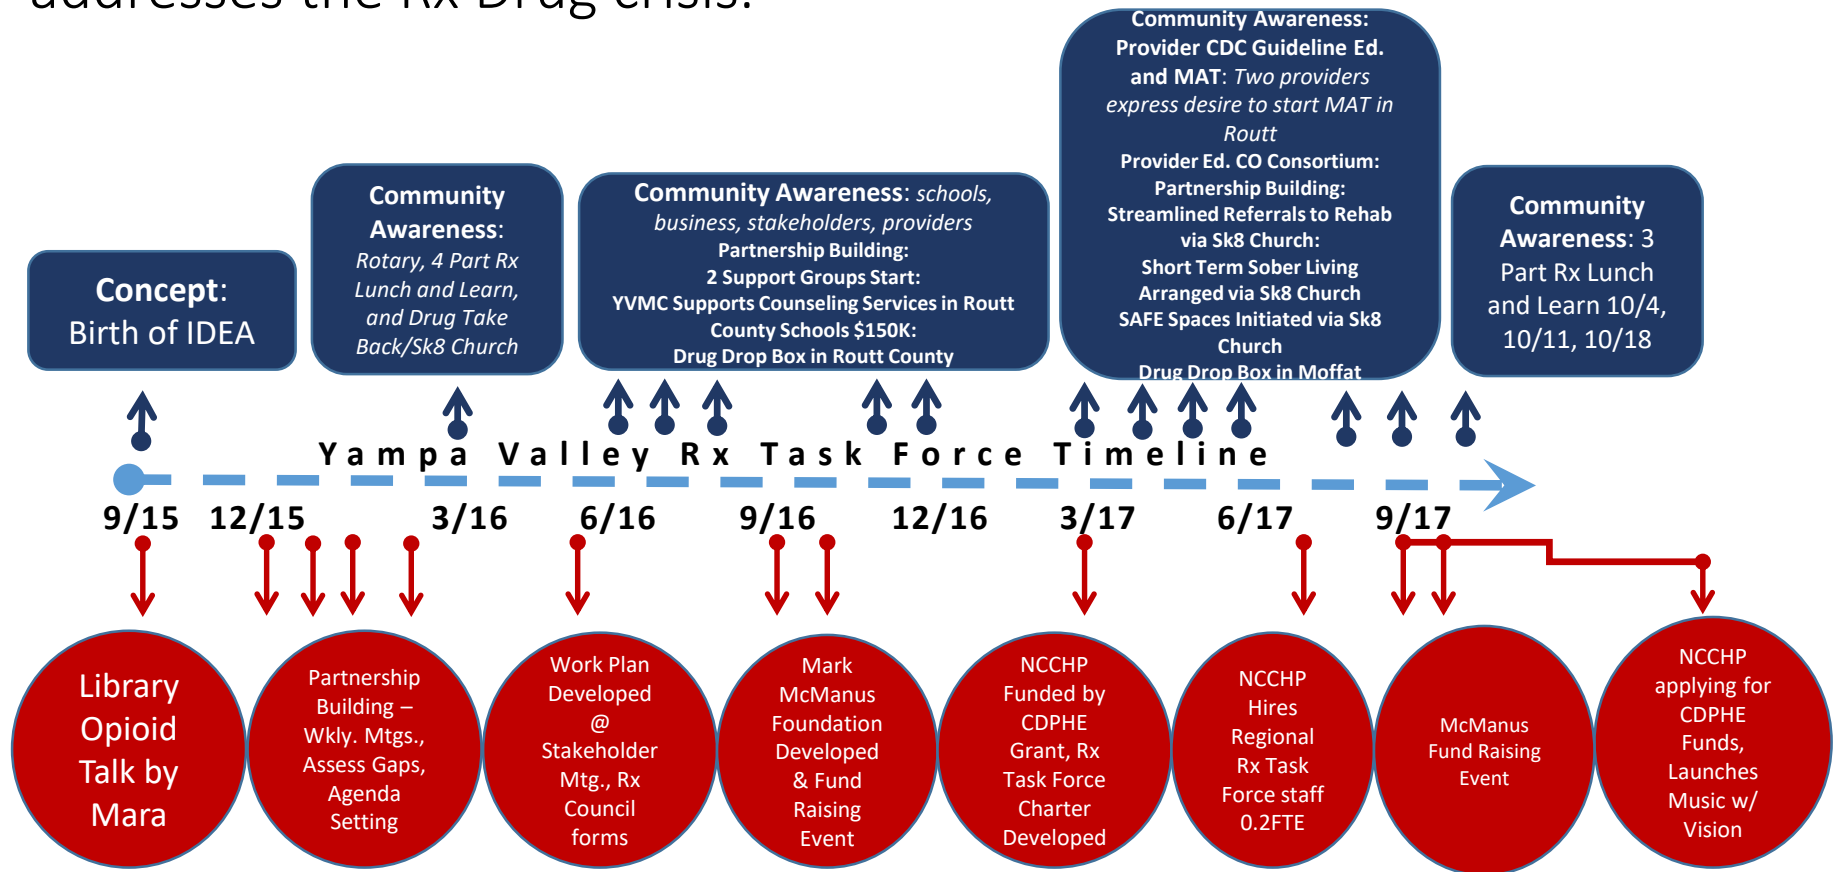 addresses the Rx Drug crisis.
Concept:
Birth of IDEA
Community
Awareness:
Rotary, 4 Part Rx
Lunch and Learn,
and Drug Take
Back/Sk8 Church
Community Awareness: schools,
business, stakeholders, providers
Partnership Building:
2 Support Groups Start:
YVMC Supports Counseling Services in Routt
County Schools $150K:
Drug Drop Box in Routt County
Community Awareness:
Provider CDC Guideline Ed.
and MAT: Two providers
express desire to start MAT in
Routt
Provider Ed. CO Consortium:
Partnership Building:
Streamlined Referrals to Rehab
via Sk8 Church:
Short Term Sober Living
Arranged via Sk8 Church
SAFE Spaces Initiated via Sk8
Church
Drug Drop Box in Moffat
Community
Awareness: 3
Part Rx Lunch
and Learn 10/4,
10/11, 10/18
Yampa Valley Rx Task Force Timeline
9/15 12/15 3/16 6/16 9/16 12/16 3/17 6/17 9/17
Library
Opioid
Talk by
Mara
Partnership
Building –
Wkly. Mtgs.,
Assess Gaps,
Agenda
Setting
Work Plan
Developed
@
Stakeholder
Mtg., Rx
Council
forms
Mark
McManus
Foundation
Developed
& Fund
Raising
Event
NCCHP
Funded by
CDPHE
Grant, Rx
Task Force
Charter
Developed
NCCHP
Hires
Regional
Rx Task
Force staff
0.2FTE
McManus
Fund Raising
Event
NCCHP
applying for
CDPHE
Funds,
Launches
Music w/
Vision